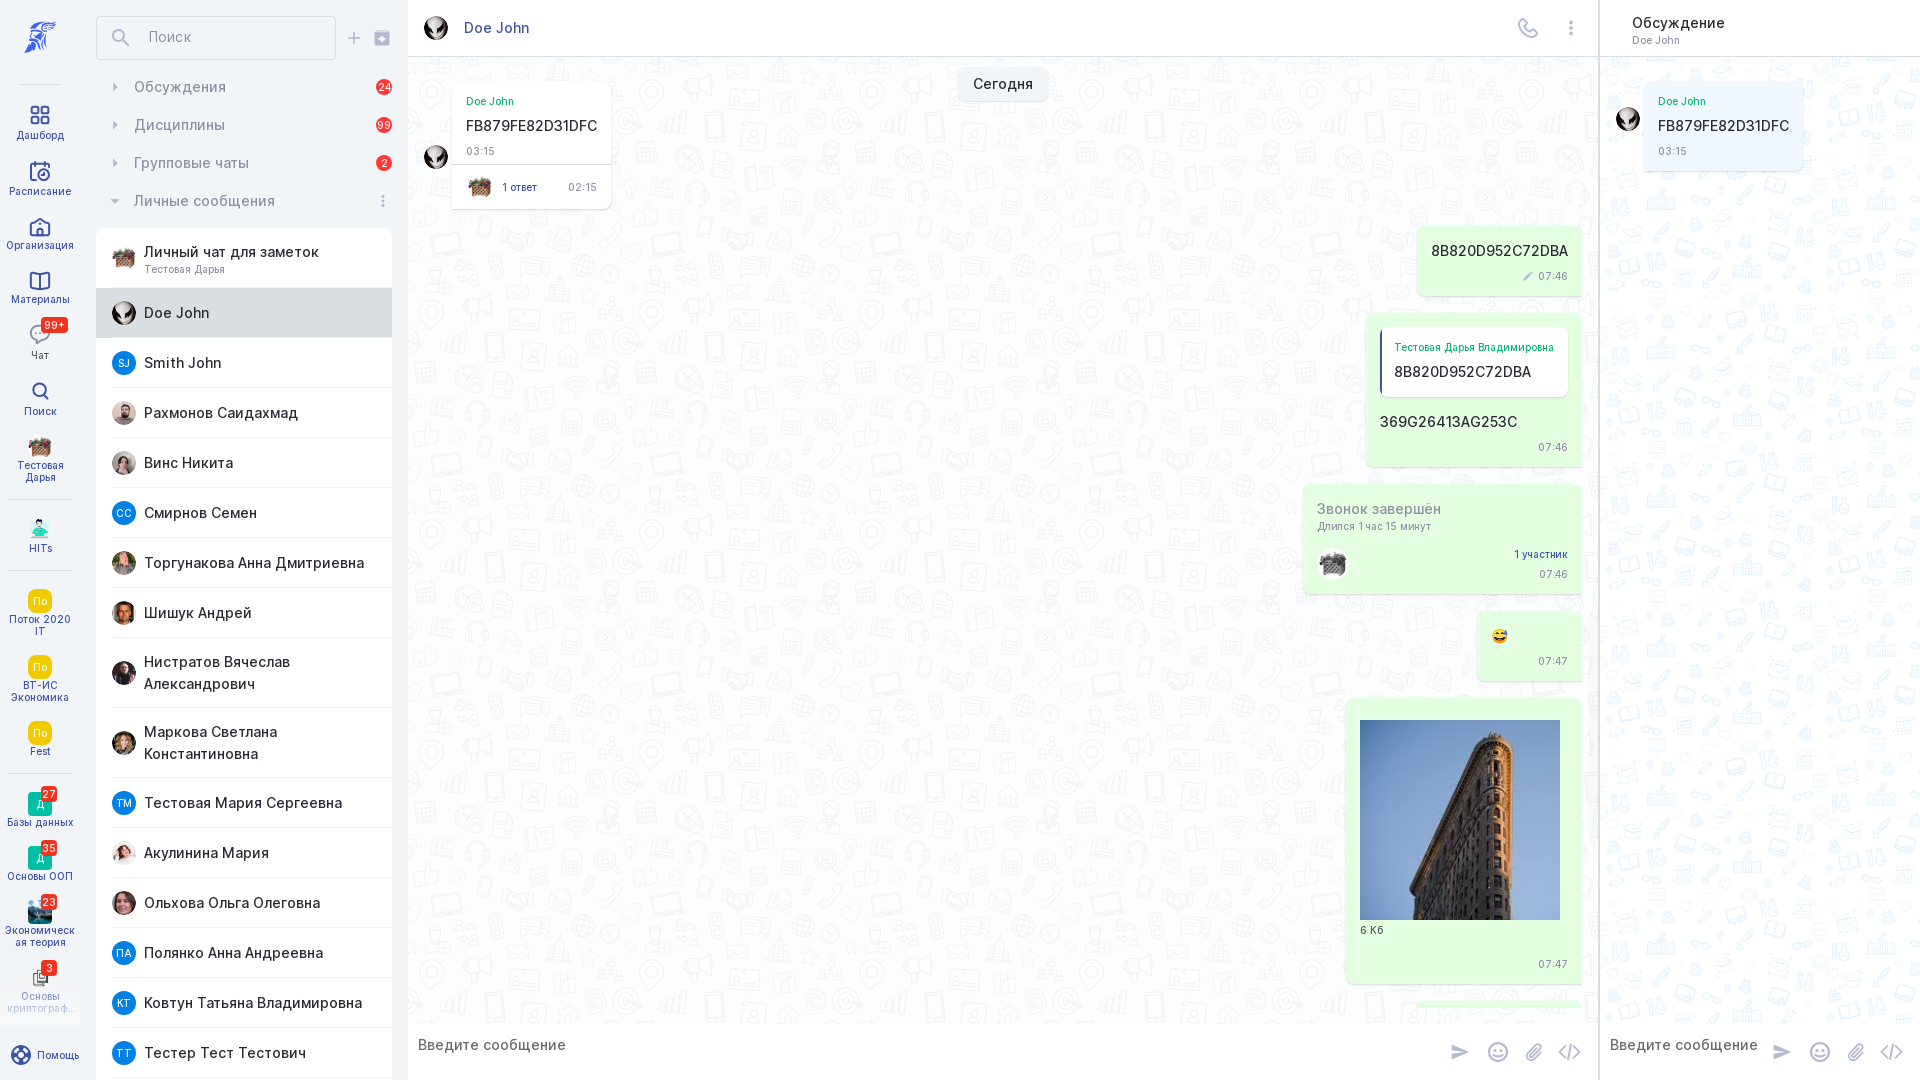 Дашборд
Расписание
Организация
Материалы
99+
Чат
Поиск
Тестовая
Дарья
HITs
По
Поток 2020
IT
По
ВТ-ИС
Экономика
По
Fest
27
Д
Базы данных
35
Д
Основы ООП
23
Экономическ
ая теория
3
Основы
криптограф...
Помощь
Поиск
Обсуждения
24
Дисциплины
99
Групповые чаты
2
Личные сообщения
Личный чат для заметок
Тестовая Дарья
Doe John
SJ
Smith John
Рахмонов Саидахмад
Винс Никита
СС
Смирнов Семен
Торгунакова Анна Дмитриевна
Шишук Андрей
Нистратов Вячеслав
Александрович
Маркова Светлана
Константиновна
ТМ
Тестовая Мария Сергеевна
Акулинина Мария
Ольхова Ольга Олеговна
ПА
Полянко Анна Андреевна
КТ
Ковтун Татьяна Владимировна
ТТ
Тестер Тест Тестович
Doe John
Сегодня
Doe John
FB879FE82D31DFC
03:15
1 ответ
02:15
8B820D952C72DBA
07:46
Тестовая Дарья Владимировна
8B820D952C72DBA
369G26413AG253C
07:46
Звонок завершён
Длился 1 час 15 минут
1 участник
07:46
07:47
6 Кб
07:47
Введите сообщение
Обсуждение
Doe John
Doe John
FB879FE82D31DFC
03:15
Введите сообщение